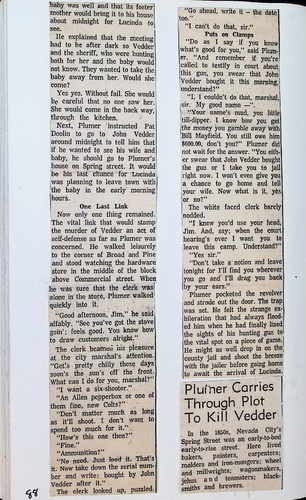 baby was well and that its foster
mother would bring it to his house
about midnight for Lucinda to
see.
He explained that the meeting
had to be after dark so Vedder
and the sheriff, who were hunting
both for her and the baby would
not know. They wanted to take the
baby away from her. Would she
come?
Yes yes. Without fail. She would
be careful that no one saw her.
She would come in the back way,
through the kitchen.
Next, Plumer instructed Pat
Doolin to go to John Vedder
around midnight to tell him that
if he wanted to see his wife and
baby, he should go to Plumer's
house on Spring street. It would
be his last chance for Lucinda
was planning to leave town with
the baby in the early morning
hours.
One Last Link
Now only one thing remained.
The vital link that would stamp
the murder of Vedder an act of
self-defense as far as Plumer was
concerned. He walked leisurely
to the corner of Broad and Pine
and stood watching the hardware
store in the middle of the block
above Commercial street. When
he was sure that the clerk was
alone in the store, Plumer walked
quickly into it.
"Good afternoon, Jim," he said
affably. "See you've got the stove
goin'; feels good. You know how
to draw customers alright."
The clerk beamed his pleasure
at the city marshal's attention.
"Get's pretty chilly these days
soon's the sun's off the front.
What can I do for you, marshal?"
"I want a six-shooter."
"An Allen pepperbox or one of
them fine, new Colts?"
"Don't matter much as long
as it'll shoot. I don't want to
spend too much for it."
"How's this one then?"
"Fine."
"Ammunition?"
"No need. Just load it. That's
it. Now take down the serial number
and write: bought by John
Vedder after it."
The clerk looked up, puzzled.
88
"Go ahead, write it - the date
too."
"I can't do that, sir."
Puts on Clamps
"Do as I say if you know
what's good for you," said Plumer.
"And remember if you're
called to testify in court about
this gun, you swear that John
Vedder bought it this morning,
understand?"
"I, I couldn't do that, marshal,
sir. My good name —".
"Your name's mud, you little
till-dipper. I know how you get
the money you gamble away with
Bill Mayfield. You still owe him
$600.00, don't you?" Plumer did
not wait for the answer. "You either
swear that John Vedder bought
the gun or I take you to jail
right now. I won't even give you
a chance to go home and tell
your wife. Now what is it, yes
or no?"
The white faced clerk barely
nodded.
"I knew you'd use your head,
Jim. And, say; when the court
hearing's over I want you to
leave this camp. Understand?"
"Yes sir."
"Don't take a notion and leave
tonight for I'll find you wherever
you go and I'll drag you back
by your ears."
Plumer pocketed the revolver
and strode out the door. The trap
was set. He felt the strange exhileration
that had always flooded
him when he had finally lined
the sights of his hunting gun to
the vital spot on a piece of game.
He might as well drop in on the
county jail and shoot the breeze
with the jailer before going home
to await the arrival of Lucinda.
Plumer Carries
Through Plot
To Kill Vedder
In the 1850s, Nevada City's
Spring Street was an early-to-bed
early-to-rise street. Here lived
bakers, painters, carpenters;
molders and iron-mongers; wheel
and millwrights; wagonmakers,
jehus and teamsters; blacksmiths
and brewers.